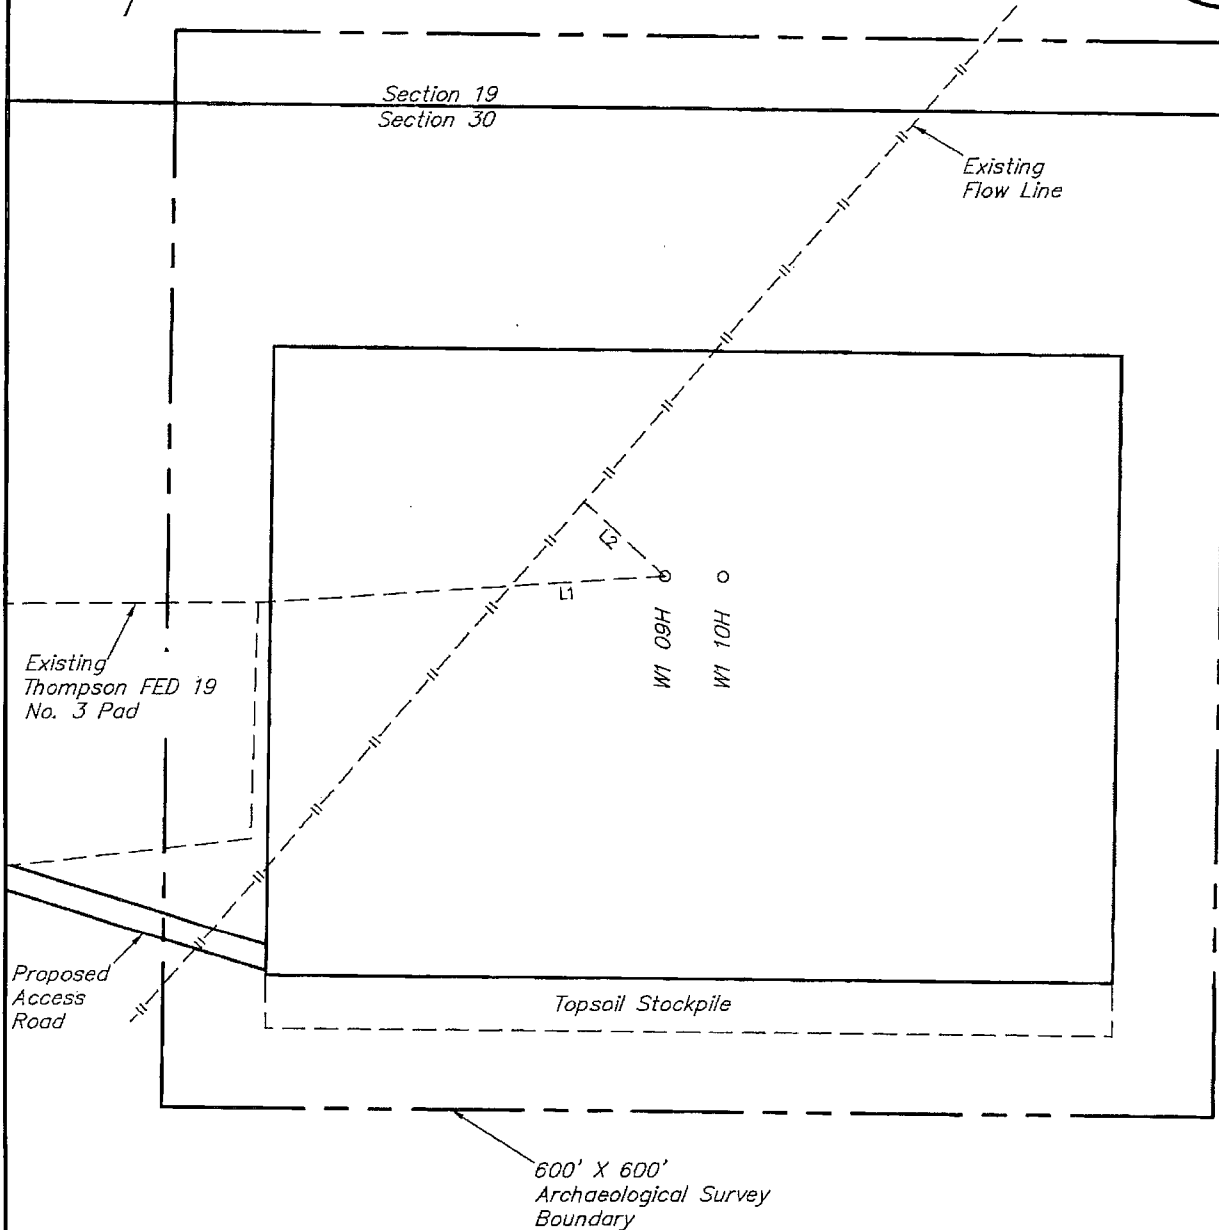 Section 19
Section 30
Existing
Flow Line
L2
L1
W1 09H
W1 10H
Existing
Thompson FED 19
No. 3 Pad
Proposed
Access
Road
Topsoil Stockpile
600' X 600'
Archaeological Survey
Boundary